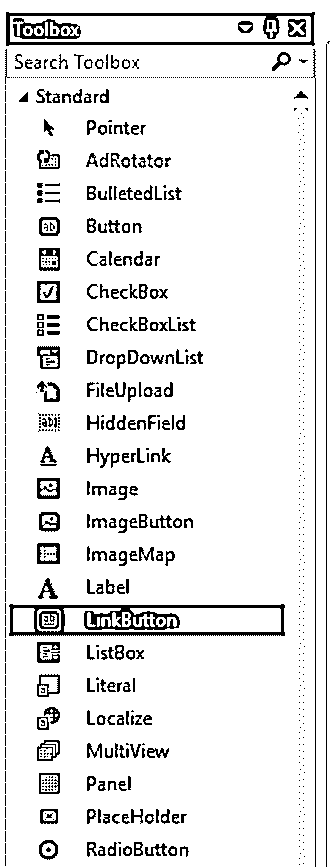 Toolbox
Search Toolbox
Standard
Pointer
AdRotator
BulletedList
Button
Calendar
CheckBox
CheckBoxList
DropDownList
FileUpload
HiddenField
HyperLink
Image
ImageButton
ImageMap
Label
LinkButton
ListBox
Literal
Localize
MultiView
Panel
PlaceHolder
RadioButton